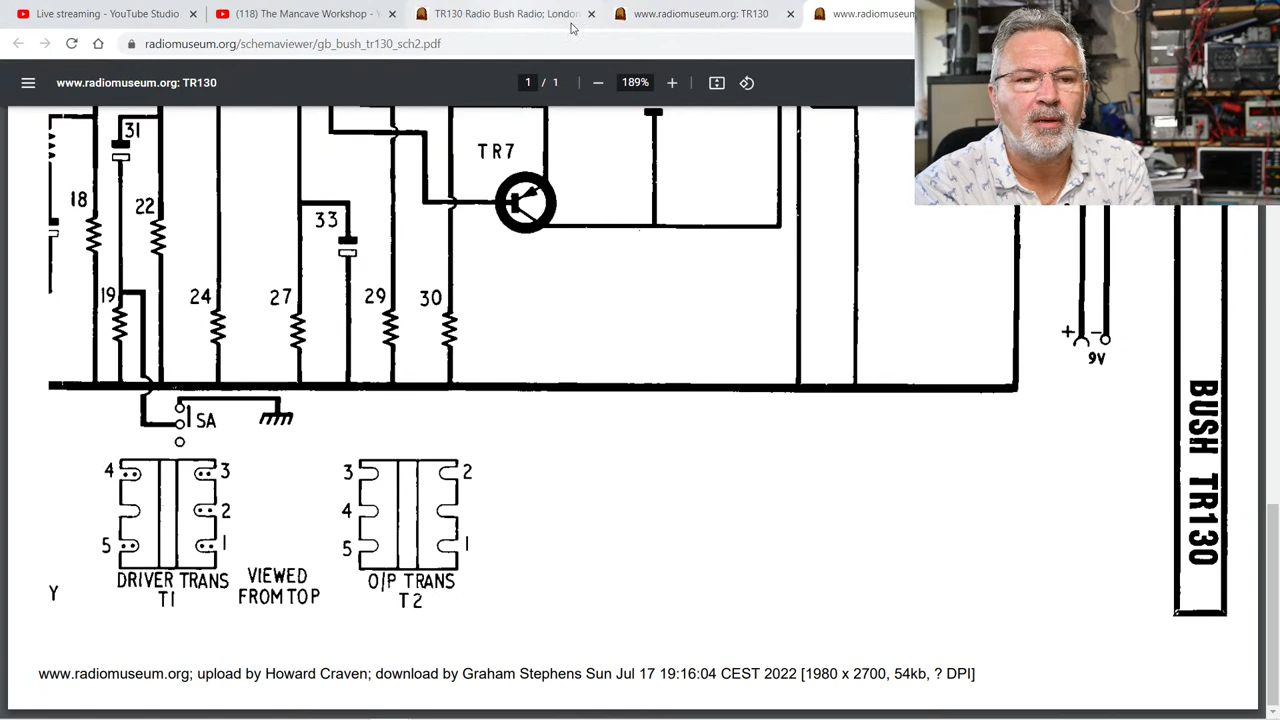 Live streaming - YouTube Studio
(118) The Mancave Workshop -
TR130 Radio Bush Radio; London
www.radiomuseum.org: TR130
www.radiomuseum
radiomuseum.org/schemaviewer/gb_bush_tr130_sch2.pdf
www.radiomuseum.org: TR130
1 / 1
189%
31
TR7
18
22
33
19
24
27
29
30
+
−
9V
SA
BUSH TR130
4
3
2
5
1
3
2
4
5
1
DRIVER TRANS
T1
VIEWED
FROM TOP
O/P TRANS
T2
Y
www.radiomuseum.org; upload by Howard Craven; download by Graham Stephens Sun Jul 17 19:16:04 CEST 2022 [1980 x 2700, 54kb, ? DPI]